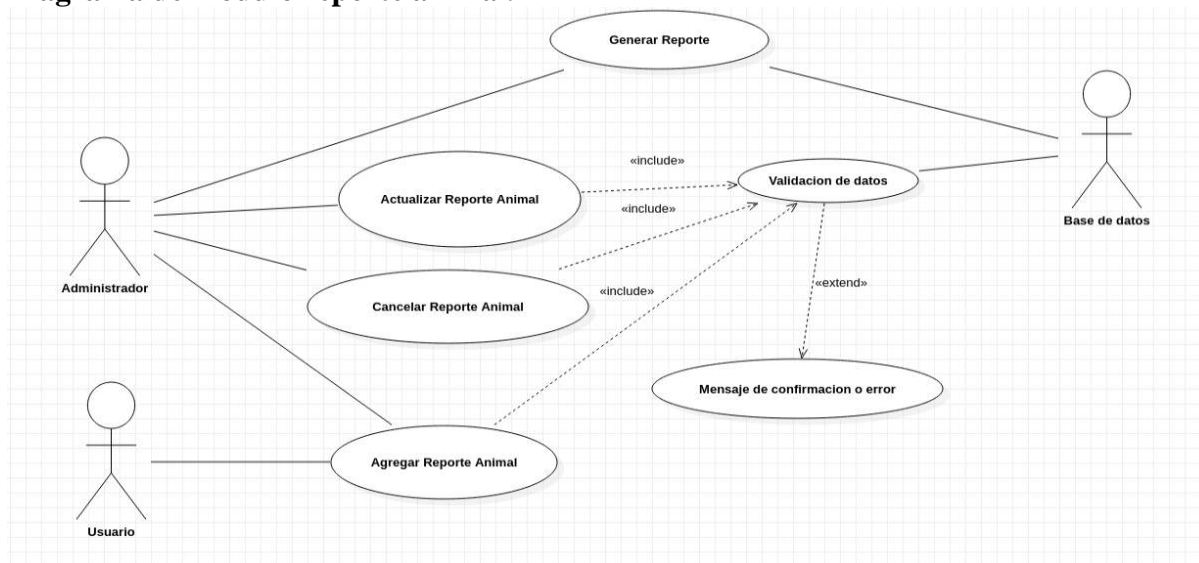 Generar Reporte
«include»
Actualizar Reporte Animal
Validacion de datos
«include»
Base de datos
Administrador
«extend»
«include»
Cancelar Reporte Animal
Mensaje de confirmacion o error
Agregar Reporte Animal
Usuario